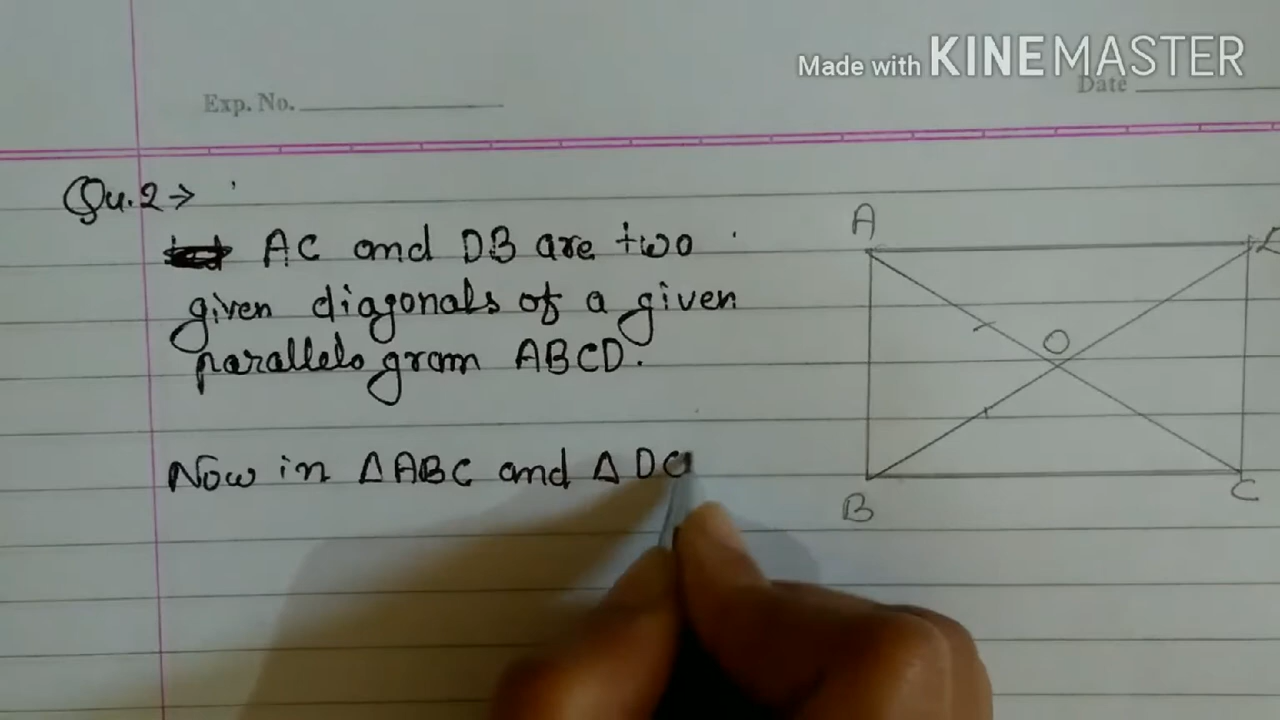 Made with KINEMASTER
Exp. No.
Date
Qu.2→
AC and DB are two
given diagonals of a given
parallelogram ABCD.
Now in ΔABC and ΔDC
A
O
B
C